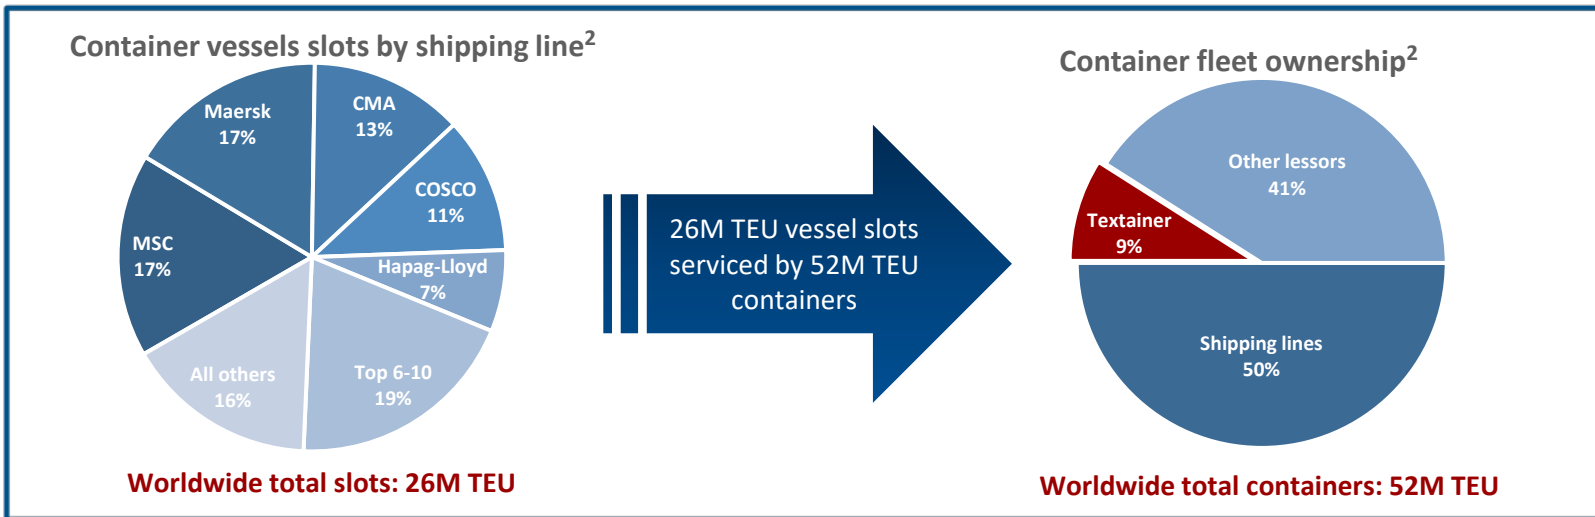 Container vessels slots by shipping line2
Maersk
17%
CMA
13%
COSCO
11%
Hapag-Lloyd
7%
Top 6-10
19%
All others
16%
MSC
17%
Worldwide total slots: 26M TEU
26M TEU vessel slots
serviced by 52M TEU
containers
Container fleet ownership2
Other lessors
41%
Textainer
9%
Shipping lines
50%
Worldwide total containers: 52M TEU